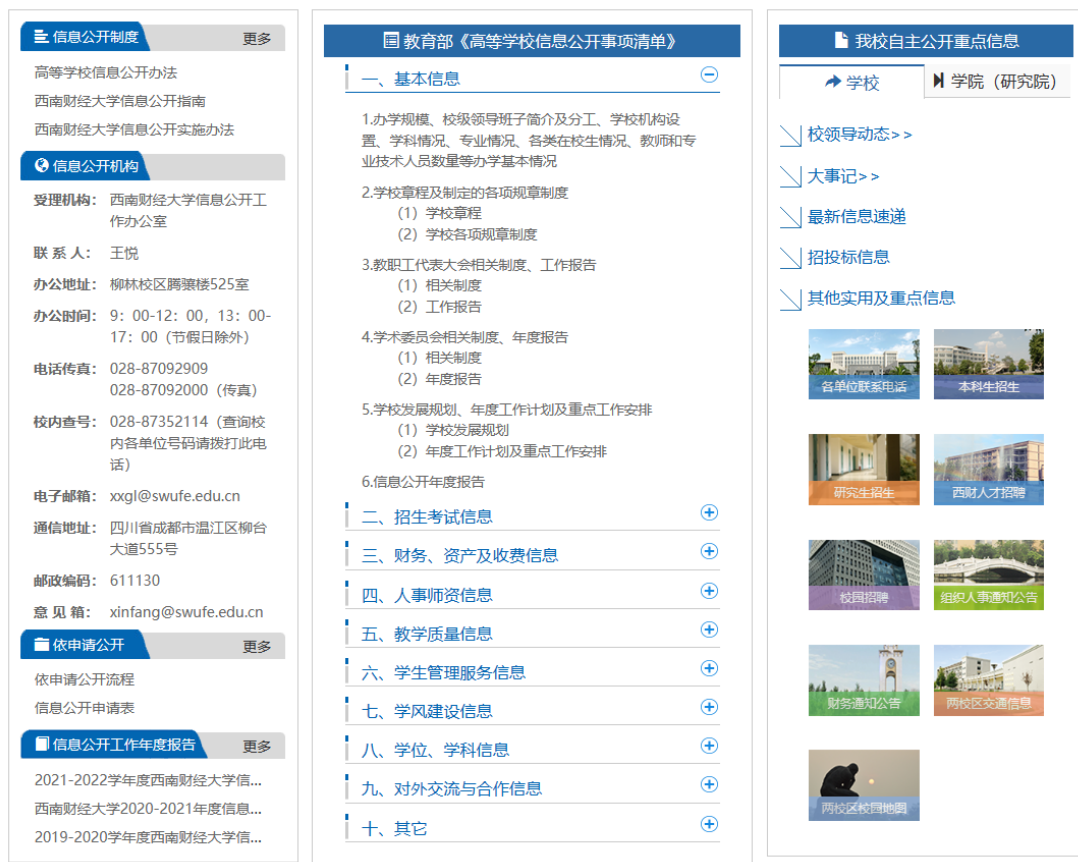 信息公开制度 更多
高等学校信息公开办法
西南财经大学信息公开指南
西南财经大学信息公开实施办法
信息公开机构
受理机构： 西南财经大学信息公开工
作办公室
联 系 人： 王悦
办公地址： 柳林校区腾骧楼525室
办公时间： 9：00-12：00，13：00-
17：00（节假日除外）
电话传真： 028-87092909
028-87092000（传真）
校内查号： 028-87352114（查询校
内各单位号码请拨打此电
话）
电子邮箱： xxgl@swufe.edu.cn
通信地址： 四川省成都市温江区柳台
大道555号
邮政编码： 611130
意 见 箱： xinfang@swufe.edu.cn
依申请公开 更多
依申请公开流程
信息公开申请表
信息公开工作年度报告 更多
2021-2022学年度西南财经大学信...
西南财经大学2020-2021年度信息...
2019-2020学年度西南财经大学信...
教育部《高等学校信息公开事项清单》
一、基本信息
1.办学规模、校级领导班子简介及分工、学校机构设
置、学科情况、专业情况、各类在校生情况、教师和专
业技术人员数量等办学基本情况
2.学校章程及制定的各项规章制度
（1）学校章程
（2）学校各项规章制度
3.教职工代表大会相关制度、工作报告
（1）相关制度
（2）工作报告
4.学术委员会相关制度、年度报告
（1）相关制度
（2）年度报告
5.学校发展规划、年度工作计划及重点工作安排
（1）学校发展规划
（2）年度工作计划及重点工作安排
6.信息公开年度报告
二、招生考试信息
三、财务、资产及收费信息
四、人事师资信息
五、教学质量信息
六、学生管理服务信息
七、学风建设信息
八、学位、学科信息
九、对外交流与合作信息
十、其它
我校自主公开重点信息
学校 学院（研究院）
校领导动态>>
大事记>>
最新信息速递
招投标信息
其他实用及重点信息
各单位联系电话 本科生招生
研究生招生 西财人才招聘
校园招聘 组织人事通知公告
财务通知公告 两校区交通信息
两校区校园地图